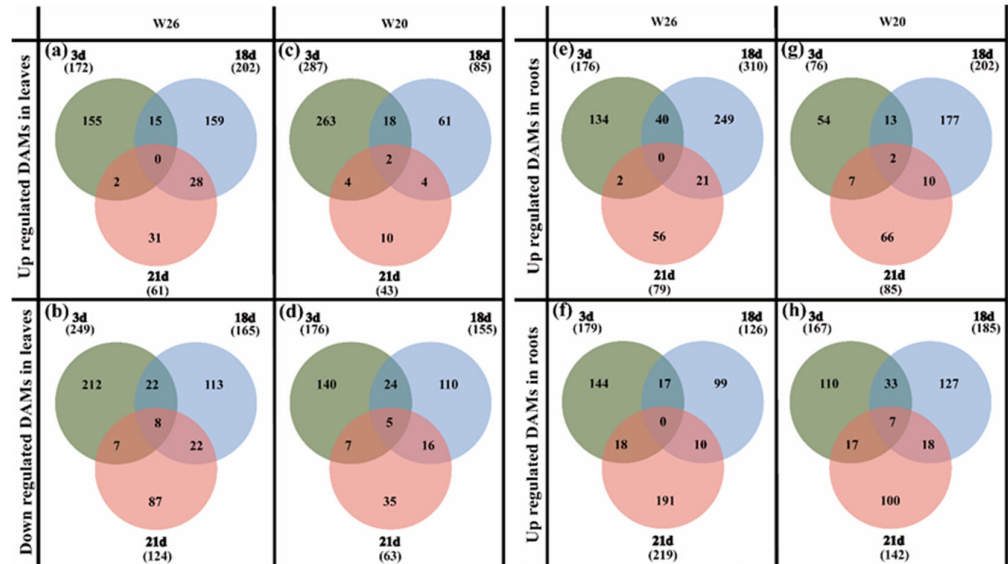 W26 W20 W26 W20
Up regulated DAMs in leaves
(a) 3d 18d
(172) (202)
155 15 159
0
2 28
31
21d
(61)
(c) 3d 18d
(287) (85)
263 18 61
2
4 4
10
21d
(43)
Up regulated DAMs in roots
(e) 3d 18d
(176) (310)
134 40 249
0
2 21
56
21d
(79)
(g) 3d 18d
(76) (202)
54 13 177
2
7 10
66
21d
(85)
Down regulated DAMs in leaves
(b) 3d 18d
(249) (165)
212 22 113
8
7 22
87
21d
(124)
(d) 3d 18d
(176) (155)
140 24 110
5
7 16
35
21d
(63)
Up regulated DAMs in roots
(f) 3d 18d
(179) (126)
144 17 99
0
18 10
191
21d
(219)
(h) 3d 18d
(167) (185)
110 33 127
7
17 18
100
21d
(142)